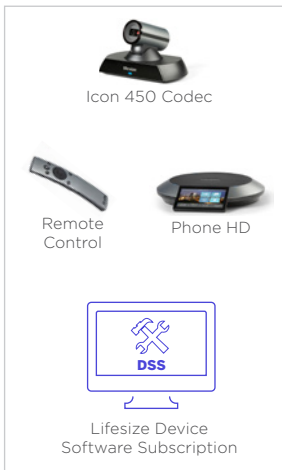 Icon 450 Codec
Remote
Control
Phone HD
DSS
Lifesize Device
Software Subscription